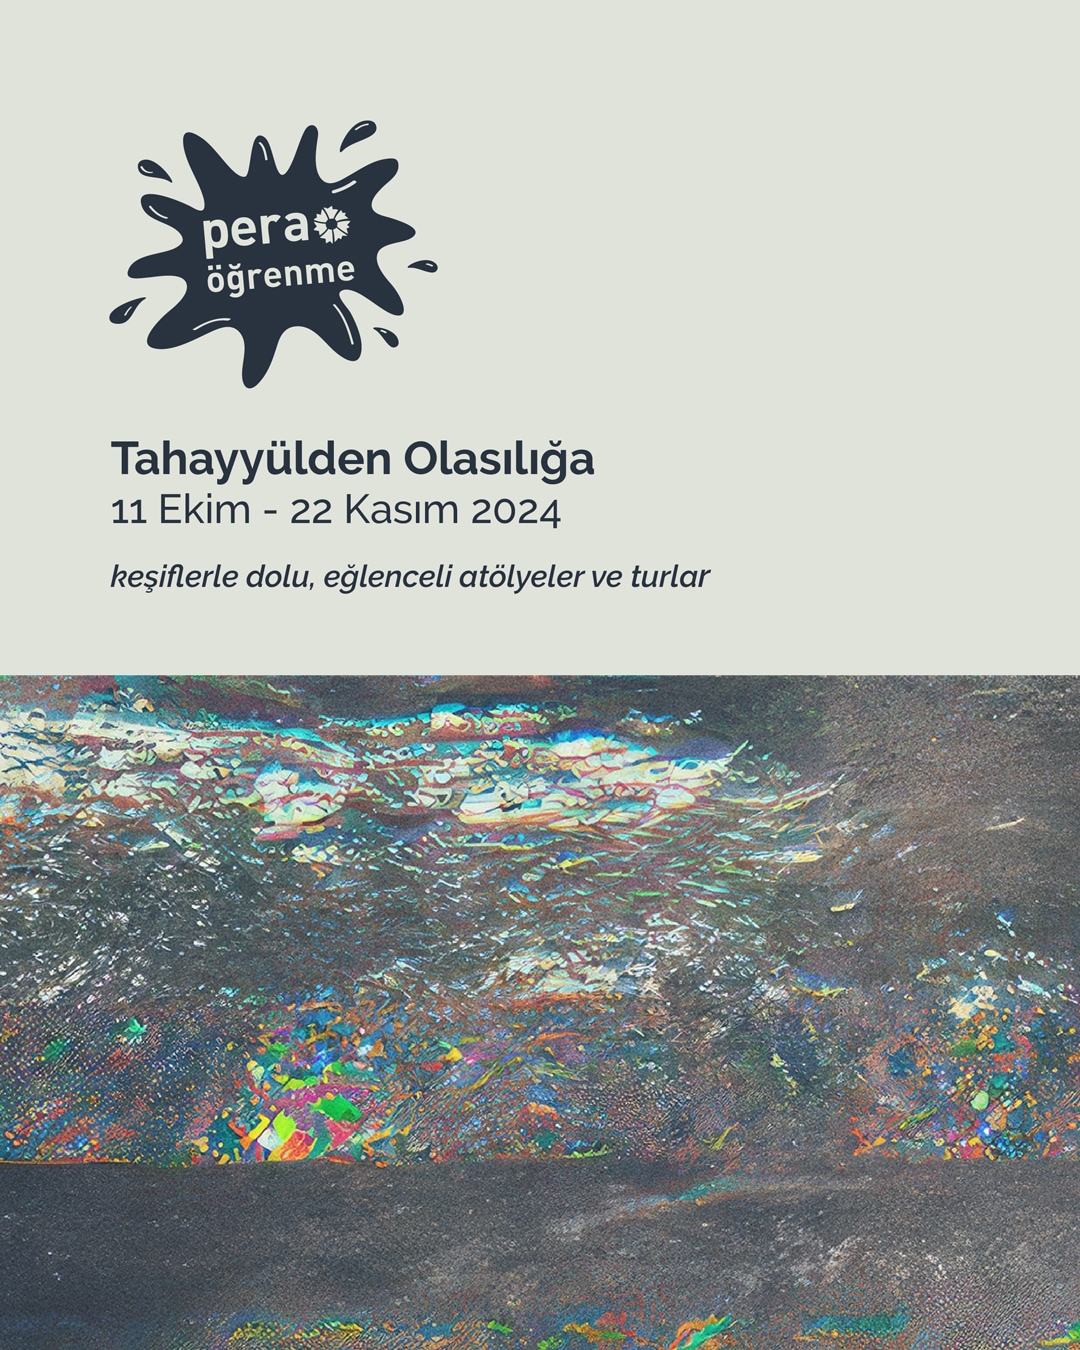 pera
öğrenme
Tahayyülden Olasılığa
11 Ekim - 22 Kasım 2024
keşiflerle dolu, eğlenceli atölyeler ve turlar